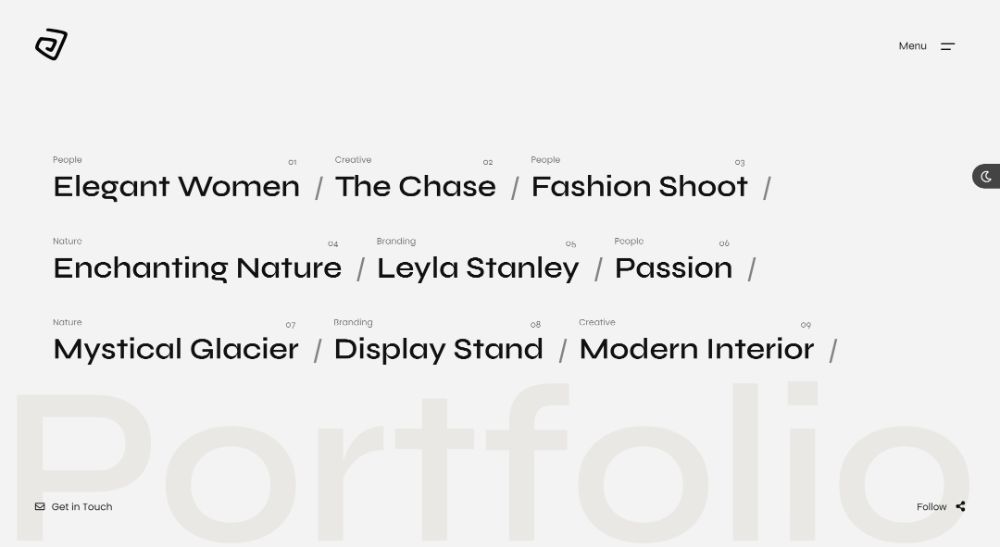 Menu
People 01 Creative 02 People 03
Elegant Women / The Chase / Fashion Shoot /
Nature 04 Branding 05 People 06
Enchanting Nature / Leyla Stanley / Passion /
Nature 07 Branding 08 Creative 09
Mystical Glacier / Display Stand / Modern Interior /
Portfolio
Get in Touch Follow